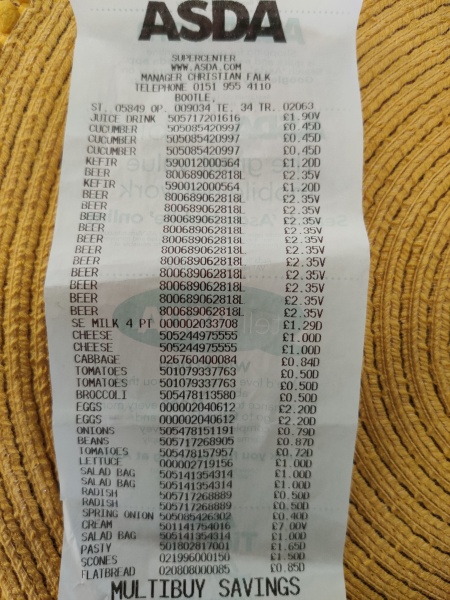 ASDA
SUPERCENTER
WWW.ASDA.COM
MANAGER CHRISTIAN FALK
TELEPHONE 0151 955 4110
BOOTLE,
ST. 05849 OP. 009034 TE. 34 TR. 02063
JUICE DRINK 505717201616 £1.90V
CUCUMBER 505085420997 £0.45D
CUCUMBER 505085420997 £0.45D
CUCUMBER 505085420997 £0.45D
KEFIR 590012000564 £1.20D
BEER 800689062818L £2.35V
KEFIR 590012000564 £1.20D
BEER 800689062818L £2.35V
BEER 800689062818L £2.35V
BEER 800689062818L £2.35V
BEER 800689062818L £2.35V
BEER 800689062818L £2.35V
BEER 800689062818L £2.35V
BEER 800689062818L £2.35V
BEER 800689062818L £2.35V
BEER 800689062818L £2.35V
BEER 800689062818L £2.35V
BEER 800689062818L £2.35V
SE MILK 4 PT 000002033708 £1.29D
CHEESE 505244975555 £1.00D
CHEESE 505244975555 £1.00D
CABBAGE 026760400084 £0.84D
TOMATOES 501079337763 £0.50D
TOMATOES 501079337763 £0.50D
BROCCOLI 505478113580 £0.50D
EGGS 000002040612 £2.20D
EGGS 000002040612 £2.20D
ONIONS 505478151191 £0.79D
BEANS 505717268905 £0.87D
TOMATOES 505478157957 £0.72D
LETTUCE 000002719156 £1.00D
SALAD BAG 505141354314 £1.00D
SALAD BAG 505141354314 £1.00D
RADISH 505717268889 £0.50D
RADISH 505717268889 £0.50D
SPRING ONION 505085426302 £0.40D
CREAM 501141754016 £7.00V
SALAD BAG 505141354314 £1.00D
PASTY 501802817001 £1.65D
SCONES 021996000150 £1.50D
FLATBREAD 020808000085 £0.85D
MULTIBUY SAVINGS